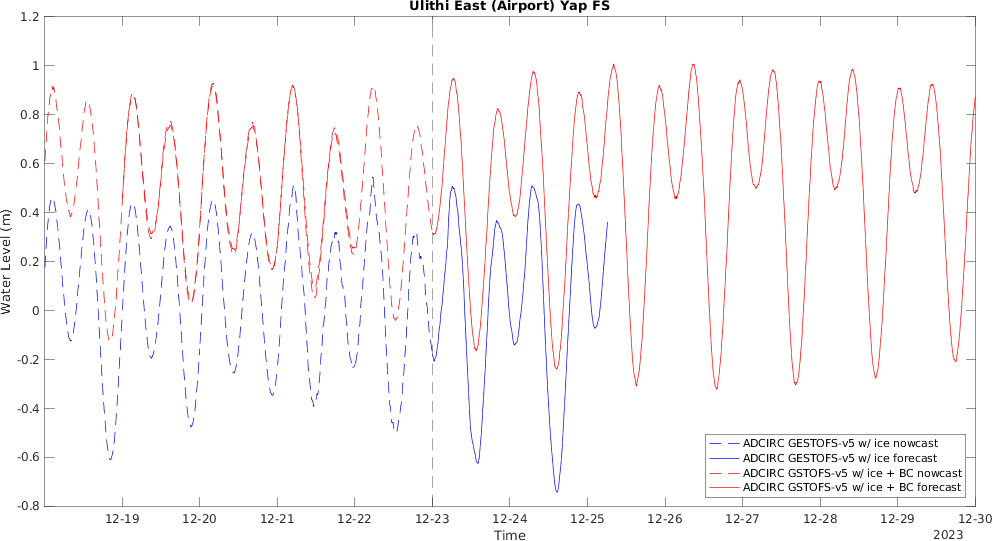 Ulithi East (Airport) Yap FS
1.2
1
0.8
0.6
0.4
0.2
0
-0.2
-0.4
-0.6
-0.8
Water Level (m)
ADCIRC GESTOFS-v5 w/ ice nowcast
ADCIRC GESTOFS-v5 w/ ice forecast
ADCIRC GSTOFS-v5 w/ ice + BC nowcast
ADCIRC GSTOFS-v5 w/ ice + BC forecast
12-19 12-20 12-21 12-22 12-23 12-24 12-25 12-26 12-27 12-28 12-29 12-30
Time
2023